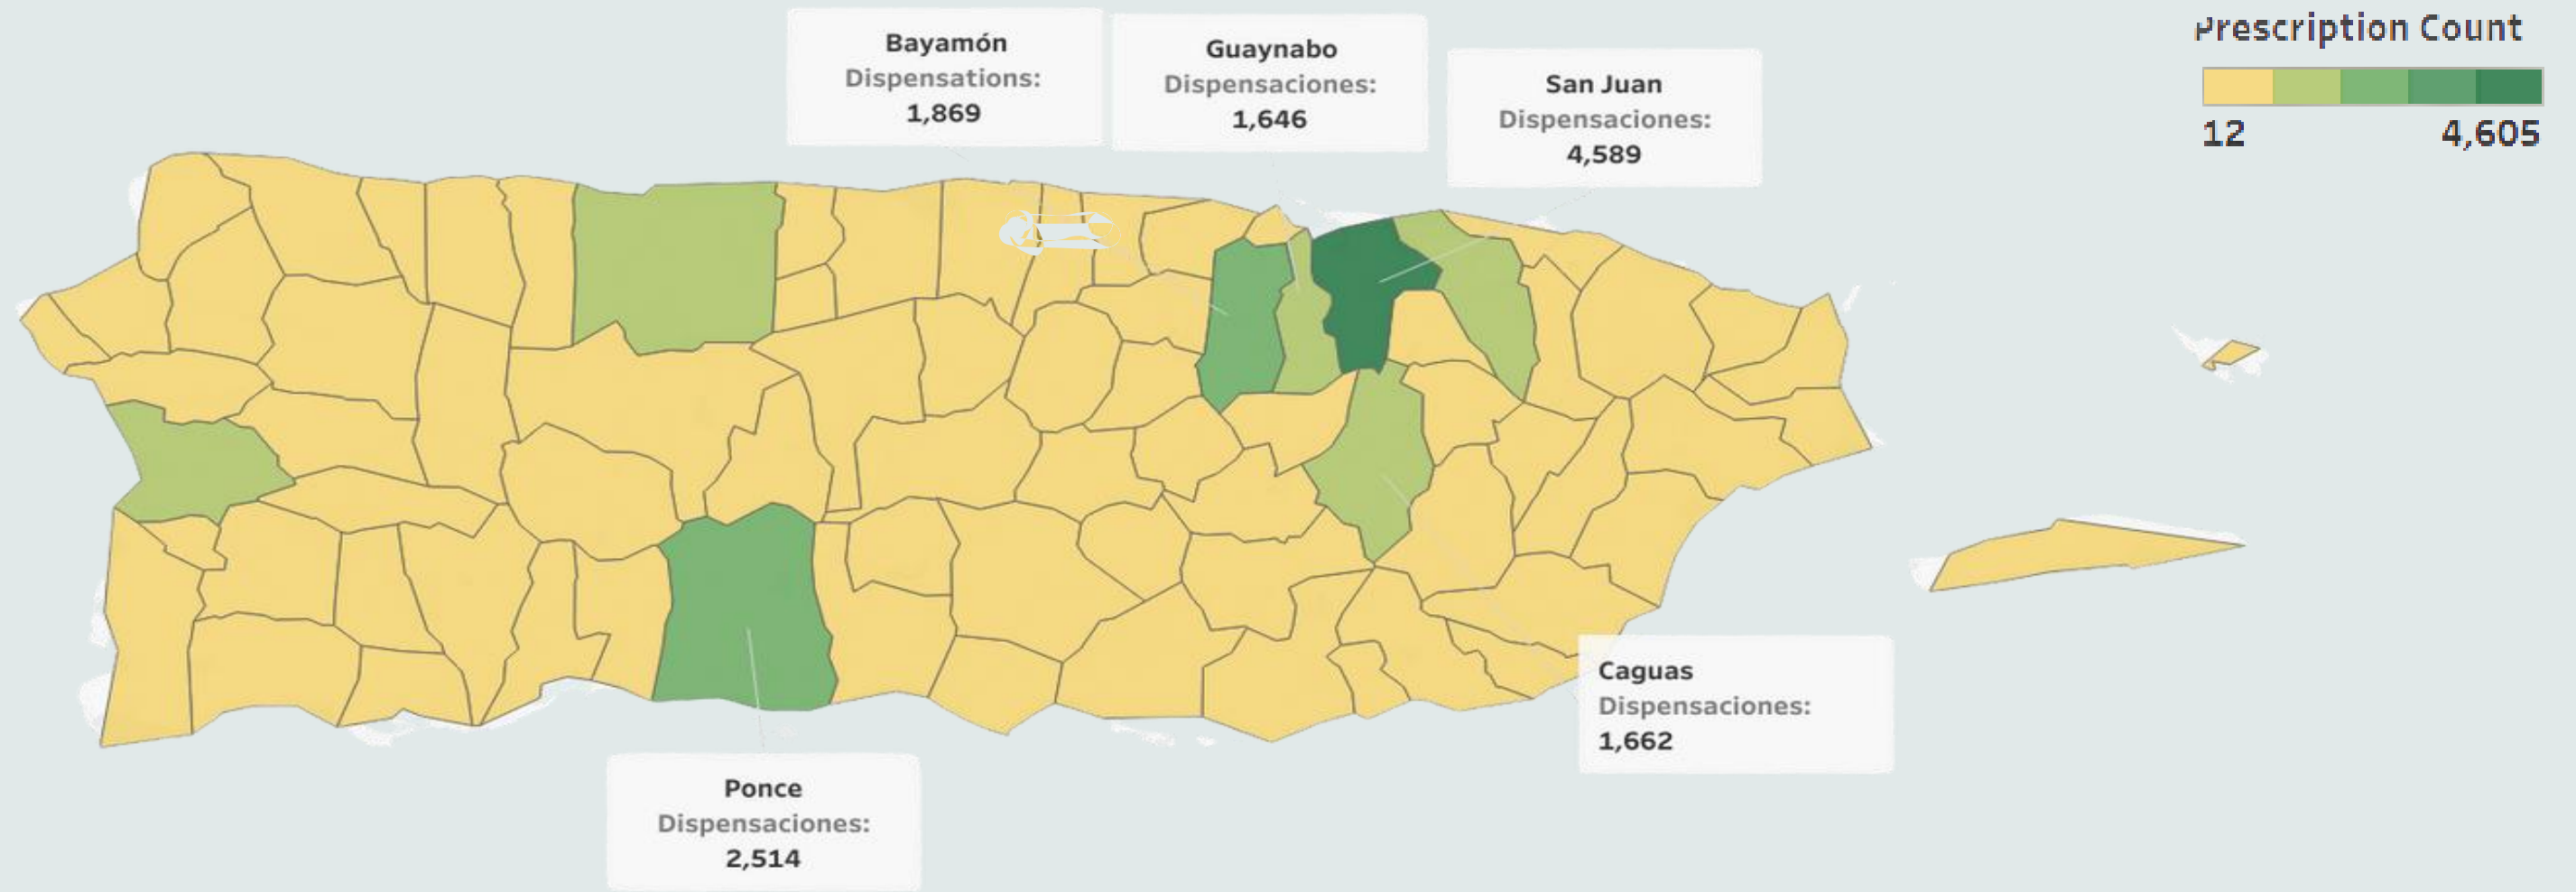 Prescription Count
12
4,605
Bayamón
Dispensations:
1,869
Guaynabo
Dispensaciones:
1,646
San Juan
Dispensaciones:
4,589
Caguas
Dispensaciones:
1,662
Ponce
Dispensaciones:
2,514